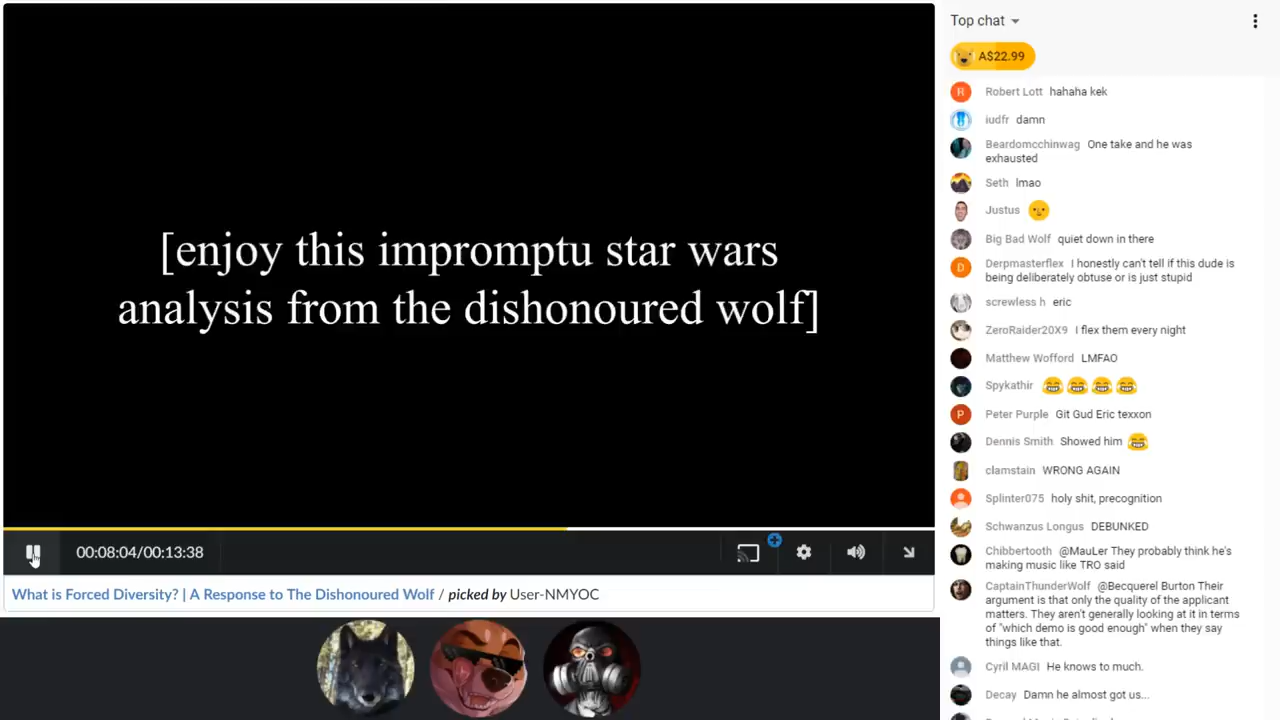 [enjoy this impromptu star wars
analysis from the dishonoured wolf]
00:08:04/00:13:38
What is Forced Diversity? | A Response to The Dishonoured Wolf / picked by User-NMYOC
Top chat
A$22.99
R
Robert Lott hahaha kek
iudfr damn
Beardomcchinwag One take and he was
exhausted
Seth lmao
Justus
Big Bad Wolf quiet down in there
D
Derpmasterflex I honestly can't tell if this dude is
being deliberately obtuse or is just stupid
screwless h eric
ZeroRaider20X9 I flex them every night
Matthew Wofford LMFAO
Spykathir
P
Peter Purple Git Gud Eric texxon
Dennis Smith Showed him
clamstain WRONG AGAIN
Splinter075 holy shit, precognition
Schwanzus Longus DEBUNKED
Chibbertooth @MauLer They probably think he's
making music like TRO said
CaptainThunderWolf @Becquerel Burton Their
argument is that only the quality of the applicant
matters. They aren't generally looking at it in terms
of "which demo is good enough" when they say
things like that.
Cyril MAGI He knows to much.
Decay Damn he almost got us...